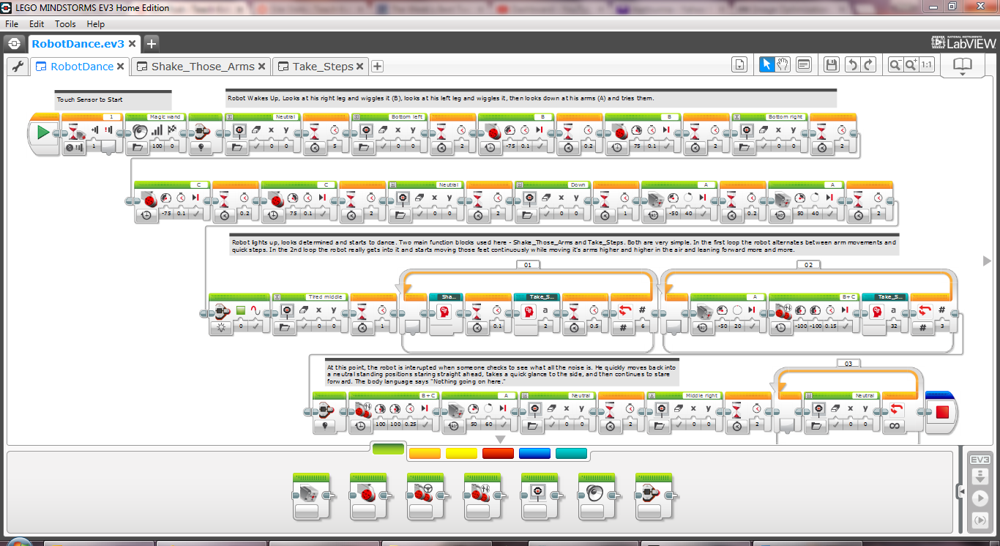 LEGO MINDSTORMS EV3 Home Edition
File Edit Tools Help
RobotDance.ev3
NATIONAL INSTRUMENTS
LabVIEW
RobotDance Shake_Those_Arms Take_Steps
1:1
Touch Sensor to Start
Robot Wakes Up, Looks at his right leg and wiggles it (B), looks at his left leg and wiggles it, then looks down at his arms (A) and tries them.
1 Magic wand Neutral Bottom left B B Bottom right
x y x y x y
1 100 0 0 0 5 0 0 2 -75 0.1 0.2 75 0.1 2 0 0 2
C C Neutral Down A A
x y x y
-75 0.1 0.2 75 0.1 2 0 0 2 0 0 1 -50 40 0.2 50 40 2
Robot lights up, looks determined and starts to dance. Two main function blocks used here - Shake_Those_Arms and Take_Steps. Both are very simple. In the first loop the robot alternates between arm movements and
quick steps. In the 2nd loop the robot really gets into it and starts moving those feet continuously while moving it's arms higher and higher in the air and leaning forward more and more.
01 02
Tired middle Sha... Take_S... A B+C Take_S...
x y a # a #
0 0 0 1 0.1 2 0.5 # 6 -50 20 -100 -100 0.15 32 # 3
At this point, the robot is interupted when someone checks to see what all the noise is. He quickly moves back into
a neutral standing positions staring straight ahead, takes a quick glance to the side, and then continues to stare
forward. The body language says "Nothing going on here."
03
B+C A Neutral Middle right Neutral
x y x y x y
100 100 0.25 50 60 0 0 2 0 0 2 0 0 ∞
EV3